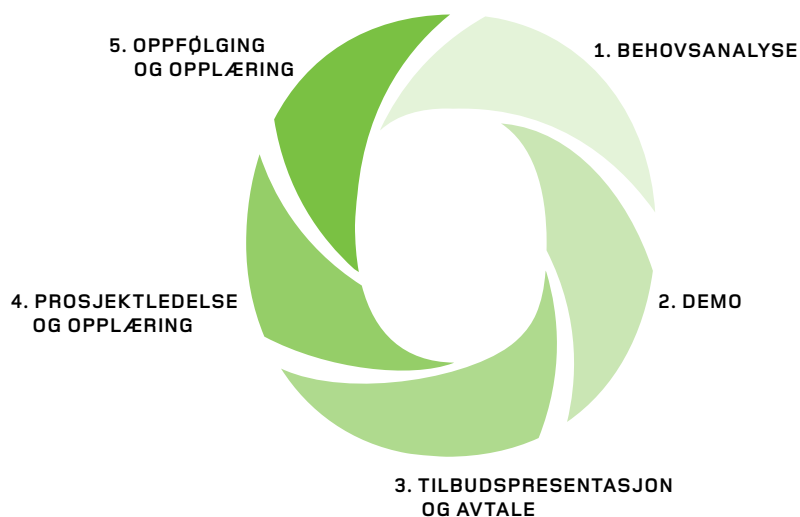 1. BEHOVSANALYSE
2. DEMO
3. TILBUDSPRESENTASJON
OG AVTALE
4. PROSJEKTLEDELSE
OG OPPLÆRING
5. OPPFØLGING
OG OPPLÆRING